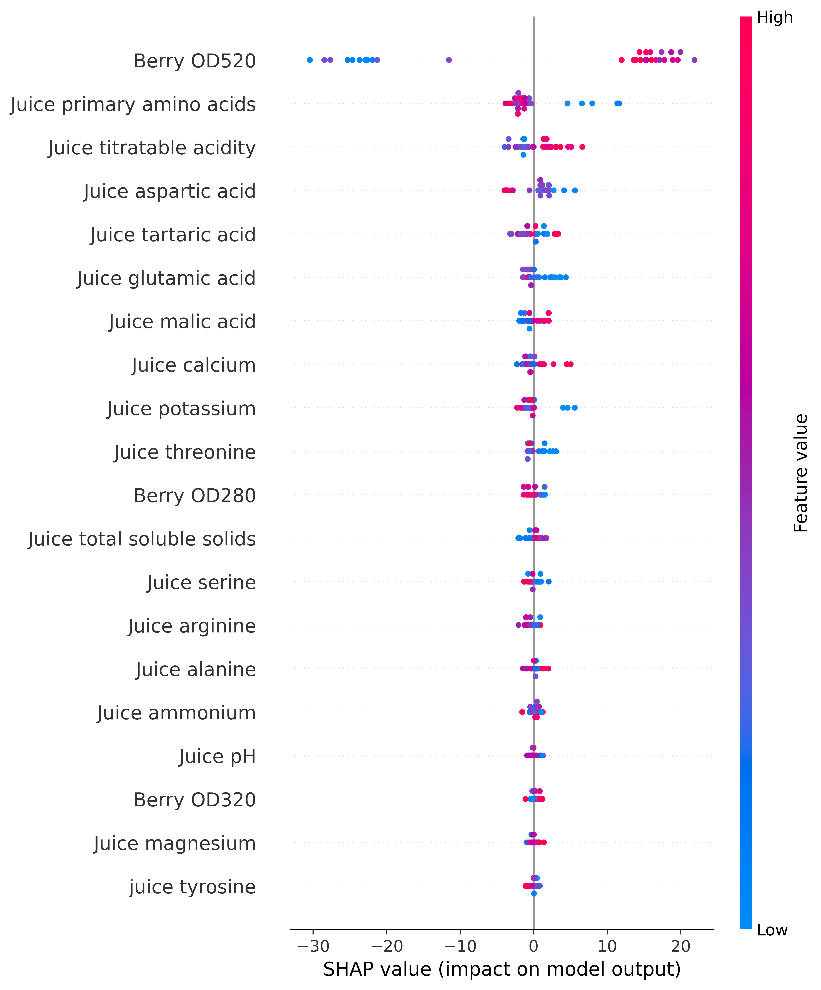 High
Berry OD520
Juice primary amino acids
Juice titratable acidity
Juice aspartic acid
Juice tartaric acid
Juice glutamic acid
Juice malic acid
Juice calcium
Juice potassium
Juice threonine
Berry OD280
Juice total soluble solids
Juice serine
Juice arginine
Juice alanine
Juice ammonium
Juice pH
Berry OD320
Juice magnesium
juice tyrosine
Feature value
Low
−30 −20 −10 0 10 20
SHAP value (impact on model output)